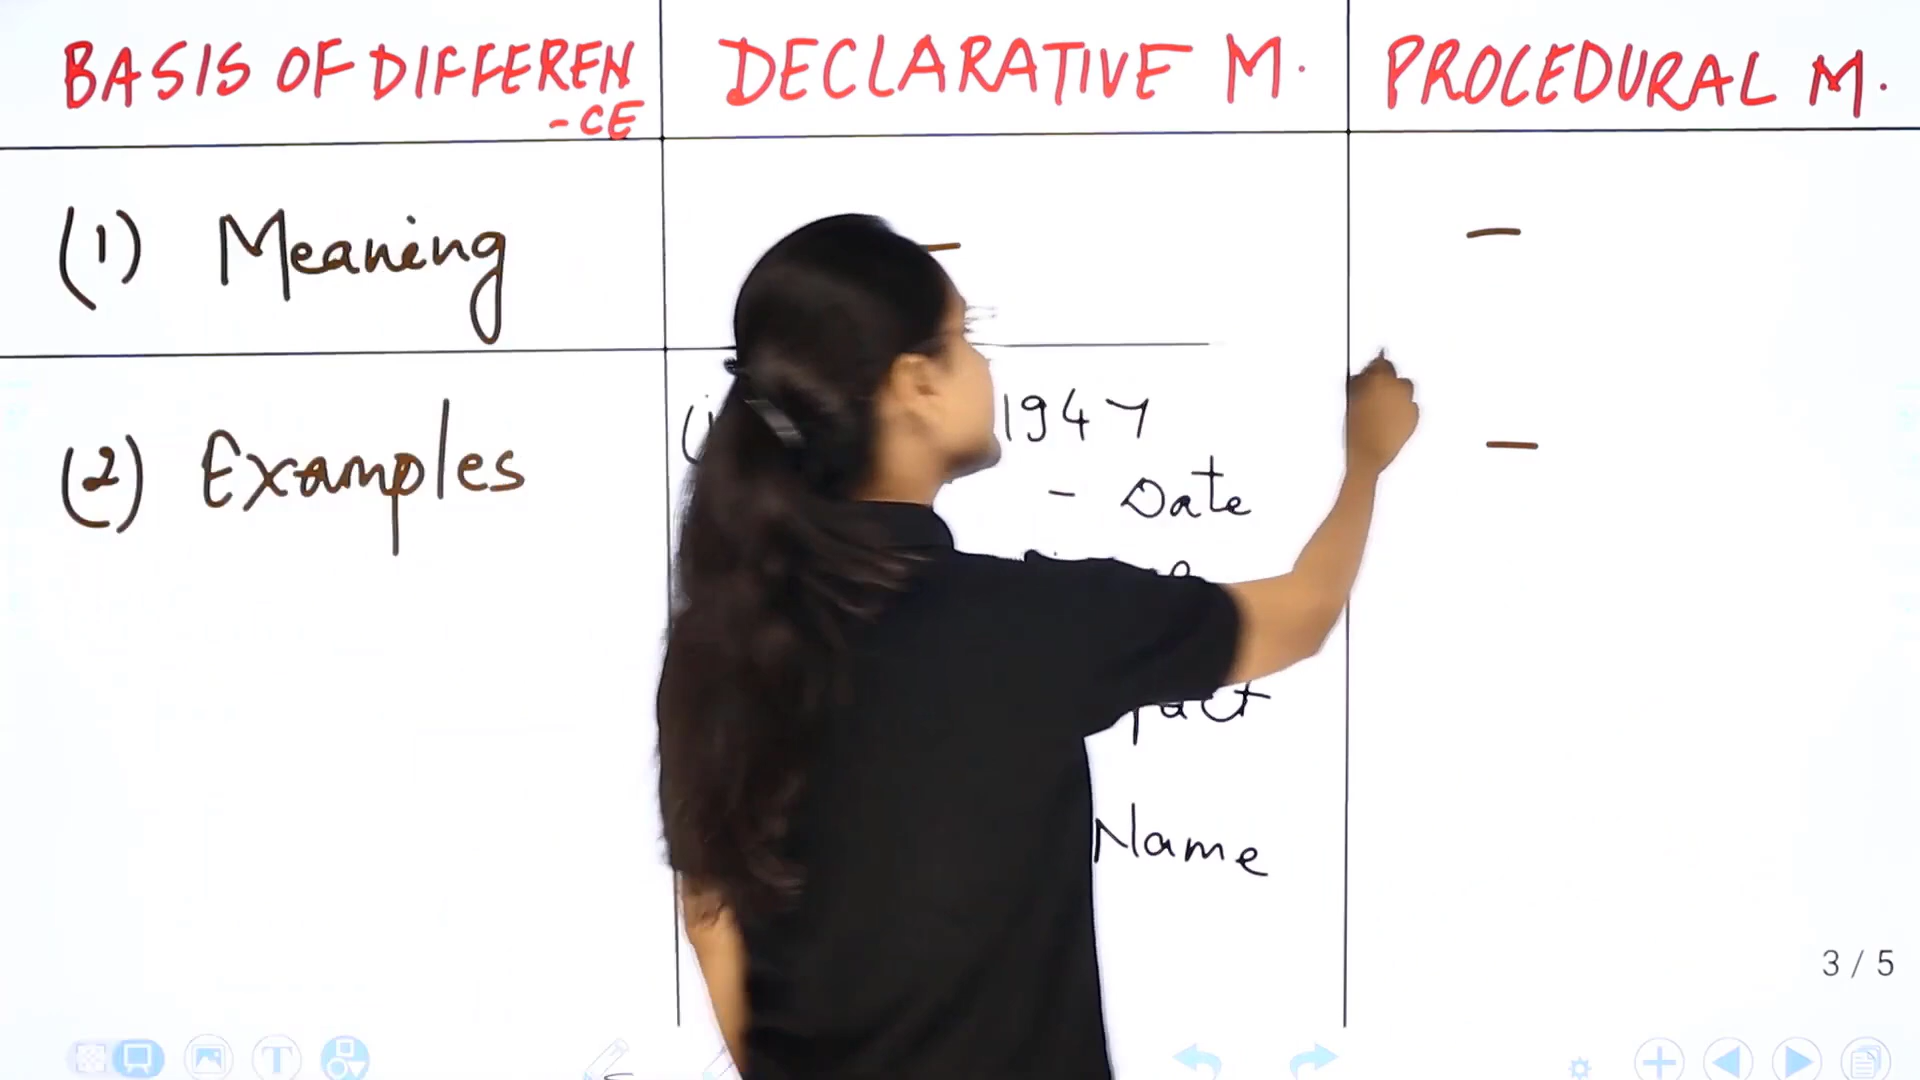 BASIS OF DIFFEREN
-CE
DECLARATIVE M.
PROCEDURAL M.
(1) Meaning
—
—
(2) Examples
1947
- Date
—
Name
3 / 5